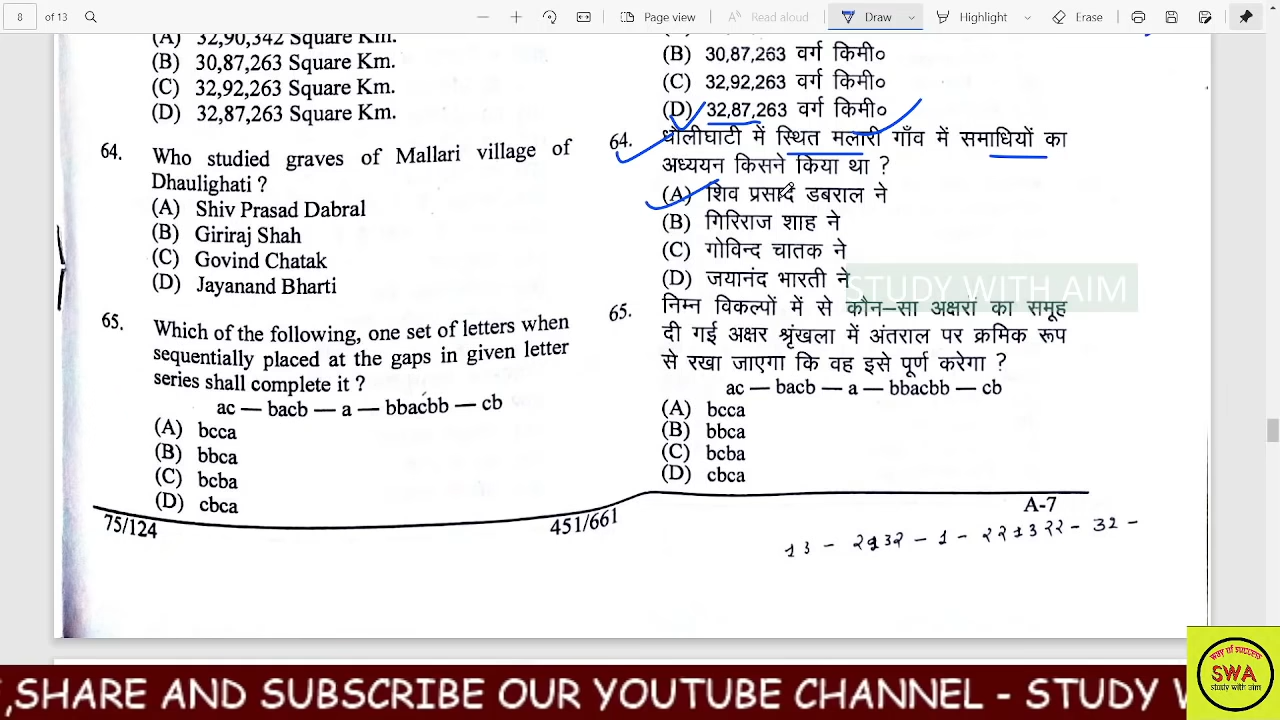 8 of 13
Page view
Read aloud
Draw
Highlight
Erase
(A) 32,90,342 Square Km.
(B) 30,87,263 Square Km.
(C) 32,92,263 Square Km.
(D) 32,87,263 Square Km.
64. Who studied graves of Mallari village of
Dhaulighati ?
(A) Shiv Prasad Dabral
(B) Giriraj Shah
(C) Govind Chatak
(D) Jayanand Bharti
65. Which of the following, one set of letters when
sequentially placed at the gaps in given letter
series shall complete it ?
ac — bacb — a — bbacbb — cb
(A) bcca
(B) bbca
(C) bcba
(D) cbca
75/124
451/661
(B) 30,87,263 वर्ग किमी०
(C) 32,92,263 वर्ग किमी०
(D) 32,87,263 वर्ग किमी०
64. धौलीघाटी में स्थित मलारी गाँव में समाधियों का
अध्ययन किसने किया था ?
(A) शिव प्रसाद डबराल ने
(B) गिरिराज शाह ने
(C) गोविन्द चातक ने
(D) जयानंद भारती ने
STUDY WITH AIM
65. निम्न विकल्पों में से कौन–सा अक्षरों का समूह
दी गई अक्षर श्रृंखला में अंतराल पर क्रमिक रूप
से रखा जाएगा कि वह इसे पूर्ण करेगा ?
ac — bacb — a — bbacbb — cb
(A) bcca
(B) bbca
(C) bcba
(D) cbca
A-7
,SHARE AND SUBSCRIBE OUR YOUTUBE CHANNEL - STUDY W
way of success
SWA
study with aim